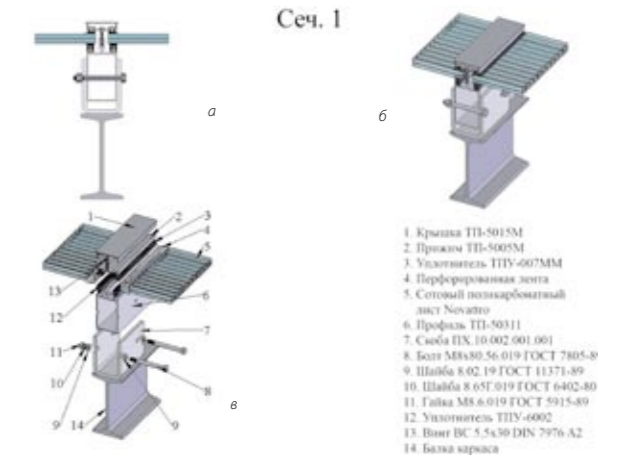 Сеч. 1
а
б
1
2
3
4
5
6
7
8
9
14
9
10
11
12
13
в
1. Крышка ТП-5015М
2. Прижим ТП-5005М
3. Уплотнитель ТПУ-007ММ
4. Перфорированная лента
5. Сотовый поликарбонатный
лист Novattro
6. Профиль ТП-50311
7. Скоба ПХ.10.002.001.001
8. Болт М8х80.56.019 ГОСТ 7805-8
9. Шайба 8.02.19 ГОСТ 11371-89
10. Шайба 8.65Г.019 ГОСТ 6402-80
11. Гайка М8.6.019 ГОСТ 5915-89
12. Уплотнитель ТПУ-6002
13. Винт ВС 5,5х30 DIN 7976 А2
14. Балка каркаса